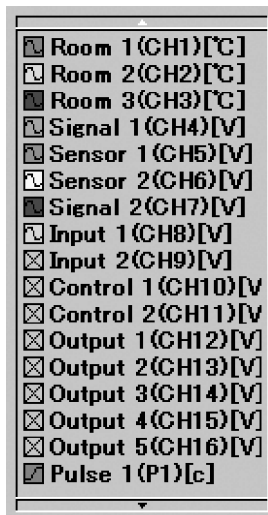 Room 1(CH1)[℃]
Room 2(CH2)[℃]
Room 3(CH3)[℃]
Signal 1(CH4)[V]
Sensor 1(CH5)[V]
Sensor 2(CH6)[V]
Signal 2(CH7)[V]
Input 1(CH8)[V]
Input 2(CH9)[V]
Control 1(CH10)[V
Control 2(CH11)[V
Output 1(CH12)[V]
Output 2(CH13)[V]
Output 3(CH14)[V]
Output 4(CH15)[V]
Output 5(CH16)[V]
Pulse 1(P1)[c]